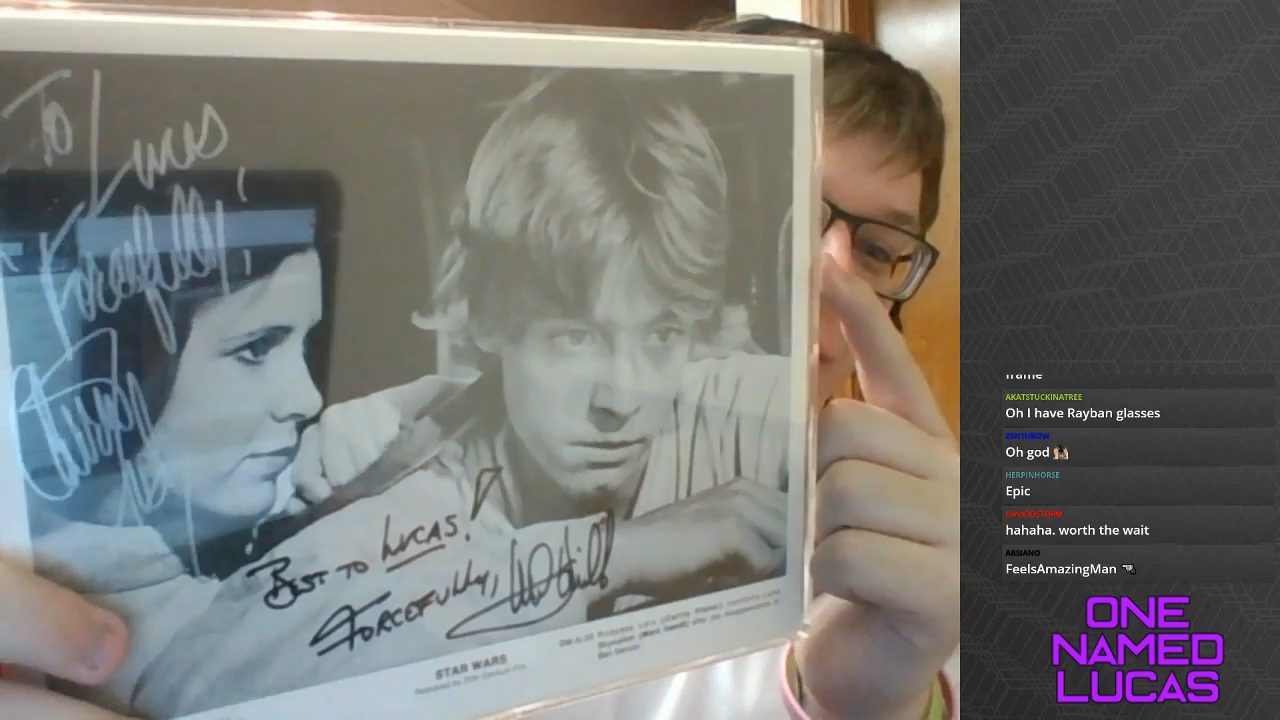 To Lucas
Forcefully!
BEST TO LUCAS!
FORCEFULLY,
STAR WARS
frame
AKATSTUCKINATREE
Oh I have Rayban glasses
ZENTHROW
Oh god
HERPINHORSE
Epic
hahaha. worth the wait
ARSIANO
FeelsAmazingMan
ONE
NAMED
LUCAS